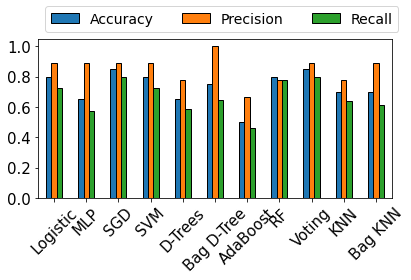 Accuracy Precision Recall
1.0
0.8
0.6
0.4
0.2
0.0
Logistic
MLP
SGD
SVM
D-Trees
Bag D-Tree
AdaBoost
RF
Voting
KNN
Bag KNN